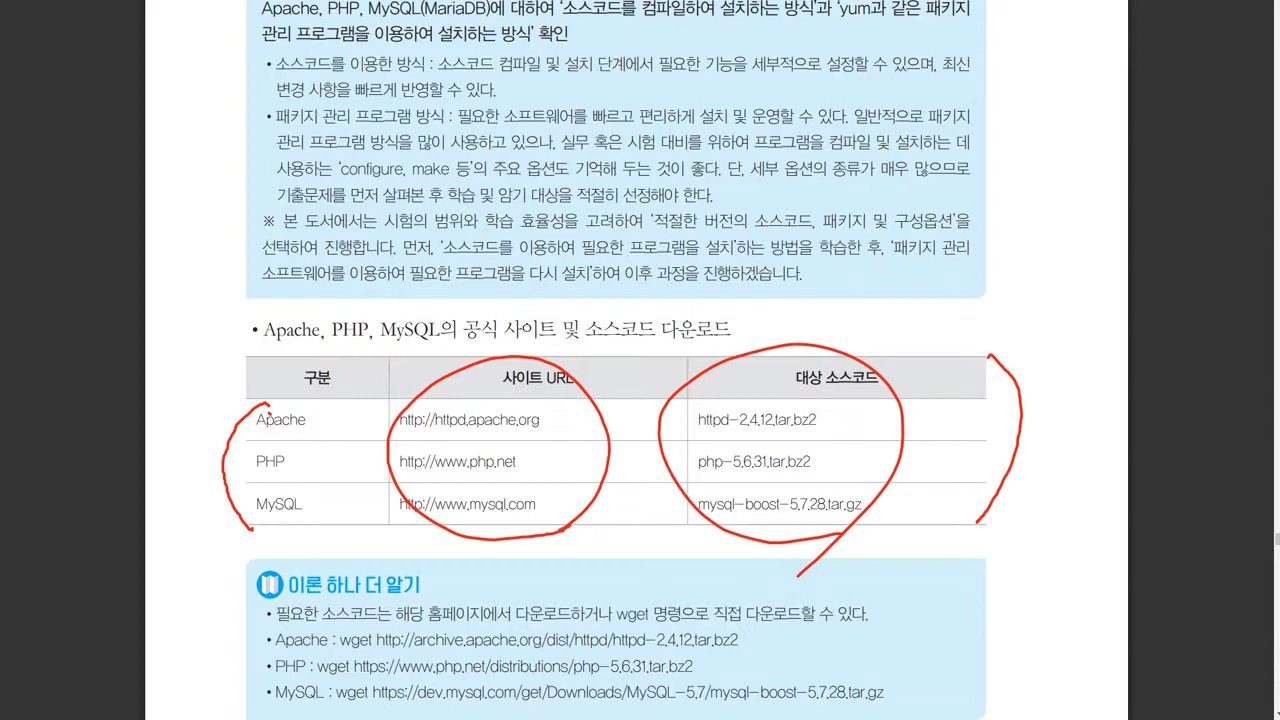 Apache, PHP, MySQL(MariaDB)에 대하여 '소스코드를 컴파일하여 설치하는 방식'과 'yum과 같은 패키지
관리 프로그램을 이용하여 설치하는 방식' 확인
• 소스코드를 이용한 방식 : 소스코드 컴파일 및 설치 단계에서 필요한 기능을 세부적으로 설정할 수 있으며, 최신
변경 사항을 빠르게 반영할 수 있다.
• 패키지 관리 프로그램 방식 : 필요한 소프트웨어를 빠르고 편리하게 설치 및 운영할 수 있다. 일반적으로 패키지
관리 프로그램 방식을 많이 사용하고 있으나, 실무 혹은 시험 대비를 위하여 프로그램을 컴파일 및 설치하는 데
사용하는 'configure, make 등'의 주요 옵션도 기억해 두는 것이 좋다. 단, 세부 옵션의 종류가 매우 많으므로
기출문제를 먼저 살펴본 후 학습 및 암기 대상을 적절히 선정해야 한다.
※ 본 도서에서는 시험의 범위와 학습 효율성을 고려하여 '적절한 버전의 소스코드, 패키지 및 구성옵션'을
선택하여 진행합니다. 먼저, '소스코드를 이용하여 필요한 프로그램을 설치'하는 방법을 학습한 후, '패키지 관리
소프트웨어를 이용하여 필요한 프로그램을 다시 설치'하여 이후 과정을 진행하겠습니다.
• Apache, PHP, MySQL의 공식 사이트 및 소스코드 다운로드
구분 사이트 URL 대상 소스코드
Apache http://httpd.apache.org httpd-2.4.12.tar.bz2
PHP http://www.php.net php-5.6.31.tar.bz2
MySQL http://www.mysql.com mysql-boost-5.7.28.tar.gz
이론 하나 더 알기
• 필요한 소스코드는 해당 홈페이지에서 다운로드하거나 wget 명령으로 직접 다운로드할 수 있다.
• Apache : wget http://archive.apache.org/dist/httpd/httpd-2.4.12.tar.bz2
• PHP : wget https://www.php.net/distributions/php-5.6.31.tar.bz2
• MySQL : wget https://dev.mysql.com/get/Downloads/MySQL-5.7/mysql-boost-5.7.28.tar.gz